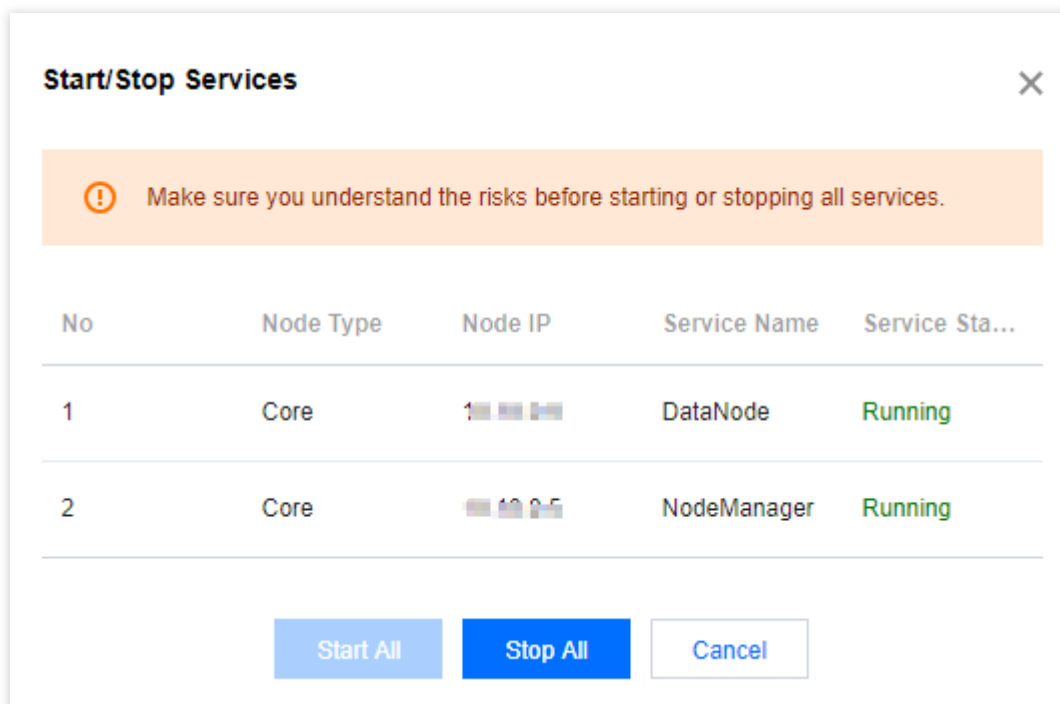 Start/Stop Services
Make sure you understand the risks before starting or stopping all services.
No Node Type Node IP Service Name Service Sta...
1 Core DataNode Running
2 Core NodeManager Running
Start All Stop All Cancel